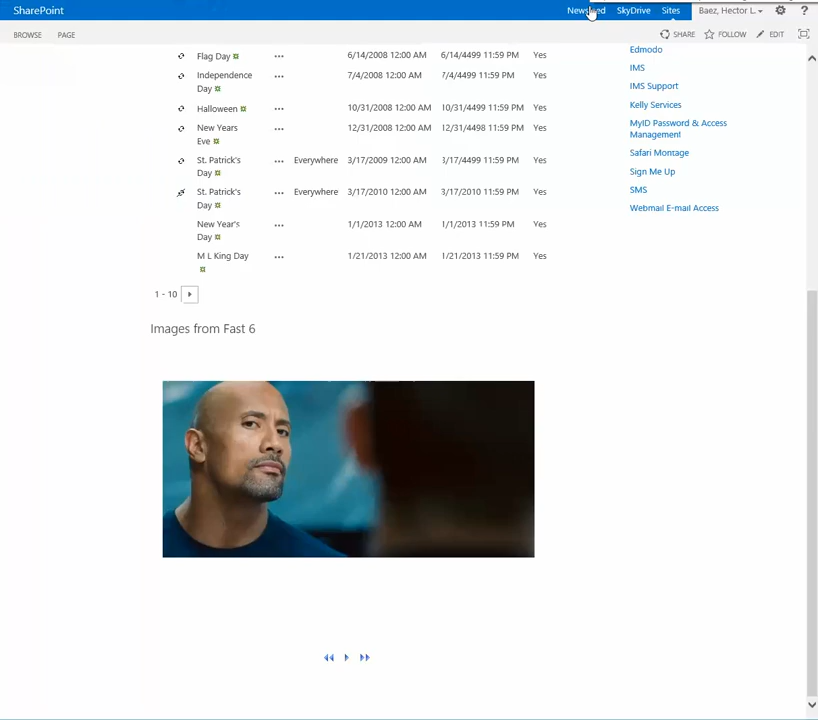 SharePoint Newsfeed SkyDrive Sites Baez, Hector L. ?
BROWSE PAGE SHARE FOLLOW EDIT
Flag Day ... 6/14/2008 12:00 AM 6/14/4499 11:59 PM Yes
Independence ... 7/4/2008 12:00 AM 7/4/4499 11:59 PM Yes
Day
Halloween ... 10/31/2008 12:00 AM 10/31/4499 11:59 PM Yes
New Years ... 12/31/2008 12:00 AM 12/31/4498 11:59 PM Yes
Eve
St. Patrick's ... Everywhere 3/17/2009 12:00 AM 3/17/4499 11:59 PM Yes
Day
St. Patrick's ... Everywhere 3/17/2010 12:00 AM 3/17/2010 11:59 PM Yes
Day
New Year's ... 1/1/2013 12:00 AM 1/1/2013 11:59 PM Yes
Day
M L King Day ... 1/21/2013 12:00 AM 1/21/2013 11:59 PM Yes
1 - 10
Images from Fast 6
Edmodo
IMS
IMS Support
Kelly Services
MyID Password & Access
Management
Safari Montage
Sign Me Up
SMS
Webmail E-mail Access